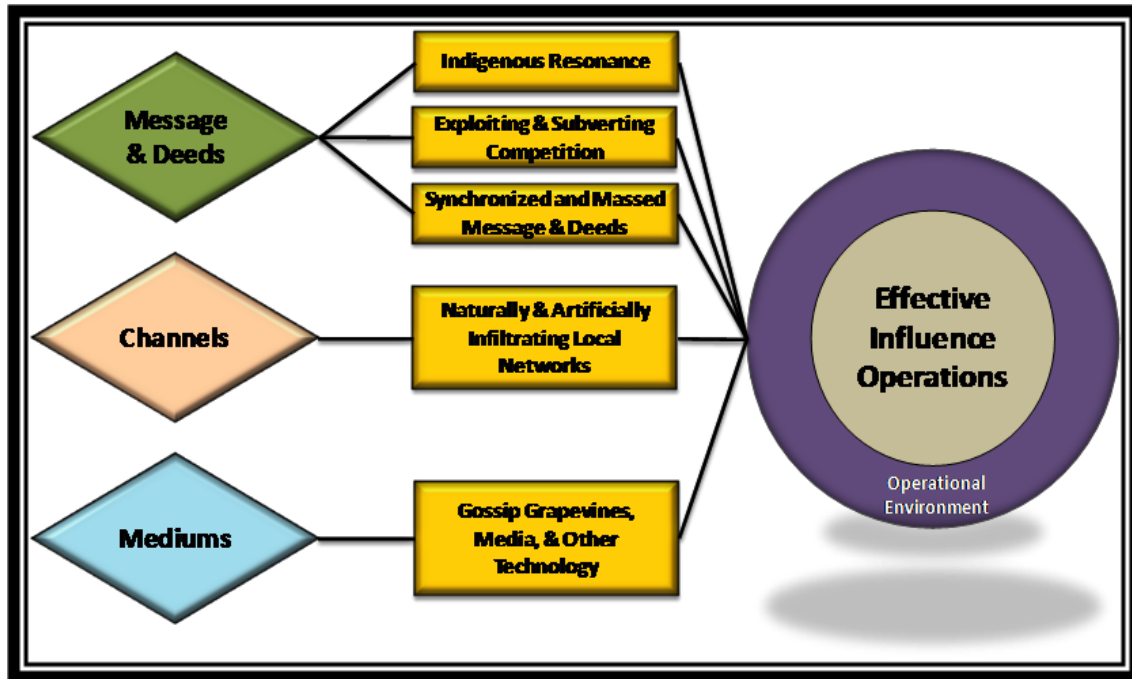 Message
& Deeds
Indigenous Resonance
Exploiting & Subverting
Competition
Synchronized and Massed
Message & Deeds
Channels
Naturally & Artificially
Infiltrating Local
Networks
Mediums
Gossip Grapevines,
Media, & Other
Technology
Effective
Influence
Operations
Operational
Environment